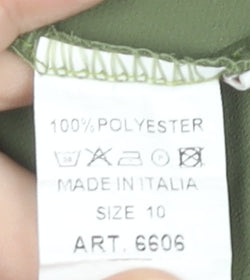 100% POLYESTER
MADE IN ITALIA
SIZE 10
ART. 6606